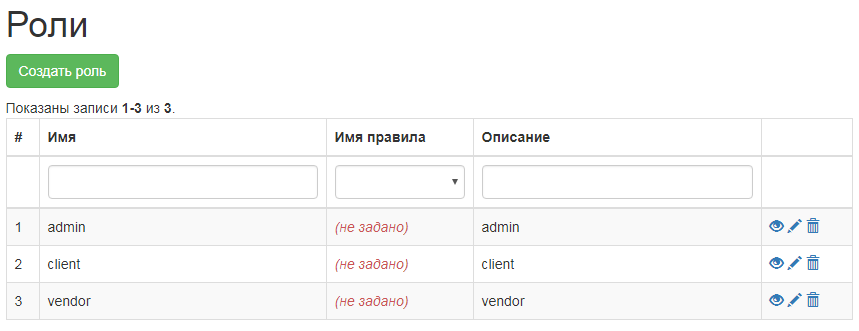 Роли
Создать роль
Показаны записи 1-3 из 3.
# Имя Имя правила Описание
1 admin (не задано) admin
2 client (не задано) client
3 vendor (не задано) vendor